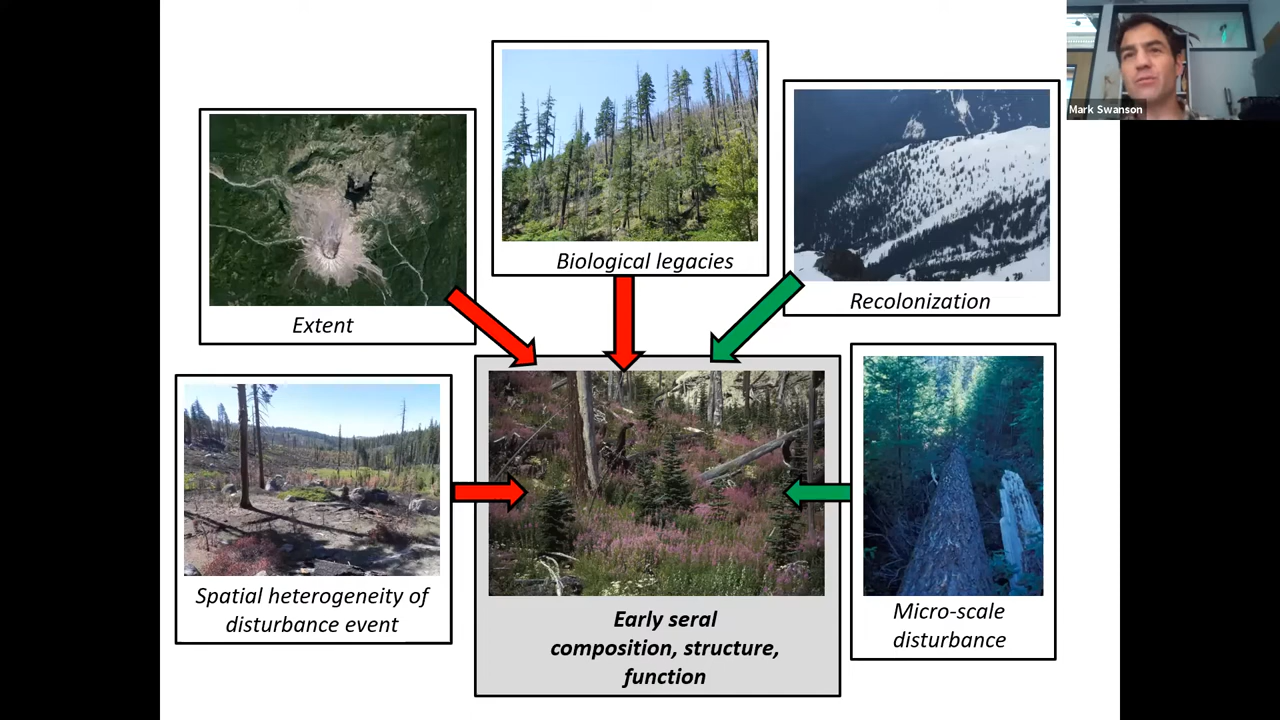 Mark Swanson
Biological legacies
Recolonization
Extent
Spatial heterogeneity of
disturbance event
Early seral
composition, structure,
function
Micro-scale
disturbance